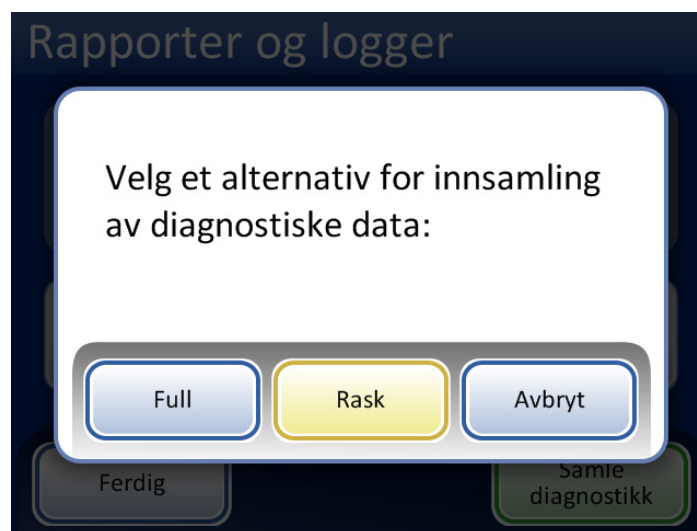 Rapporter og logger
Velg et alternativ for innsamling
av diagnostiske data:
Full
Rask
Avbryt
Ferdig
Samle
diagnostikk